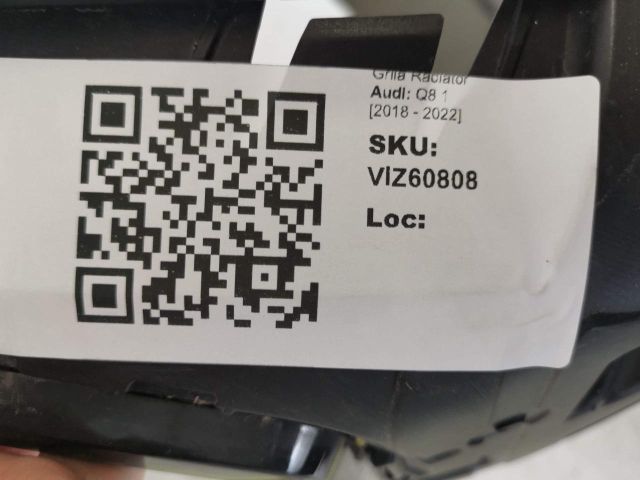 Grila Radiator
Audi: Q8 1
[2018 - 2022]
SKU:
VIZ60808
Loc: